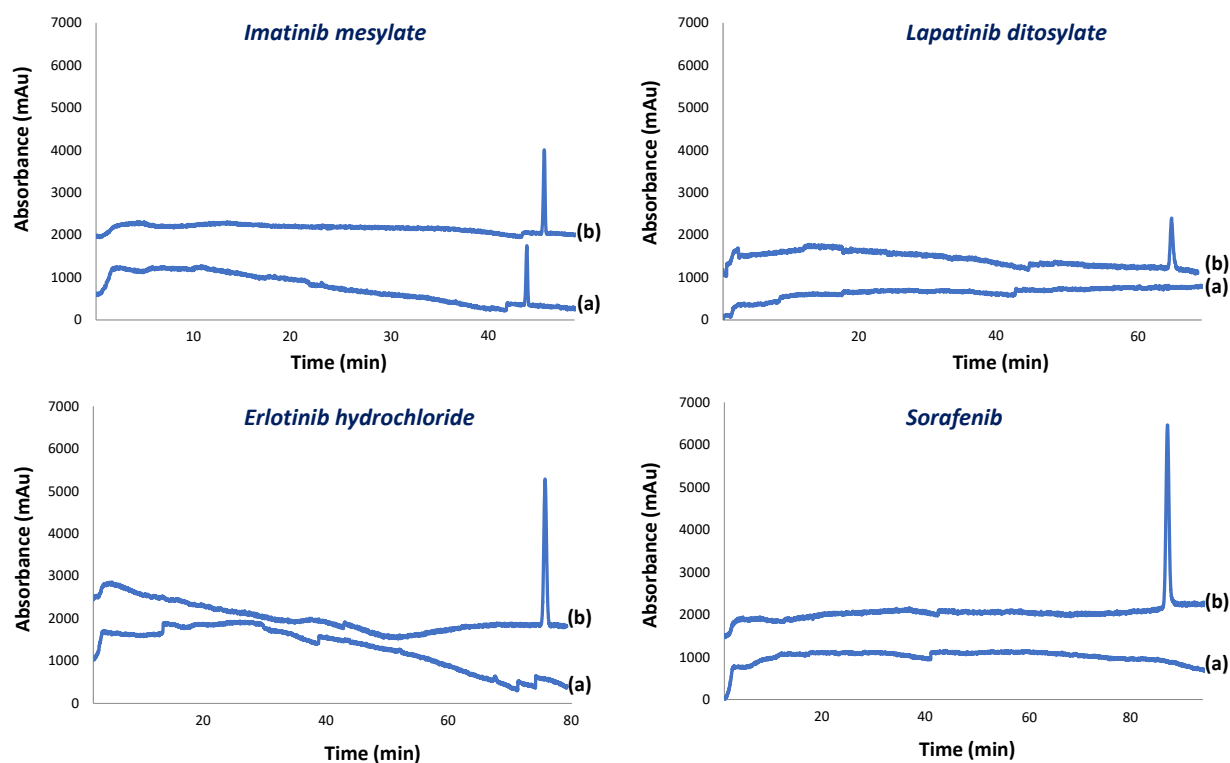 Imatinib mesylate
Absorbance (mAu)
7000
6000
5000
4000
3000
2000
1000
0
(b)
(a)
10
20
30
40
Time (min)
Lapatinib ditosylate
Absorbance (mAu)
7000
6000
5000
4000
3000
2000
1000
0
(b)
(a)
20
40
60
Time (min)
Erlotinib hydrochloride
Absorbance (mAu)
7000
6000
5000
4000
3000
2000
1000
0
(b)
(a)
20
40
60
80
Time (min)
Sorafenib
Absorbance (mAu)
7000
6000
5000
4000
3000
2000
1000
0
(b)
(a)
20
40
60
80
Time (min)